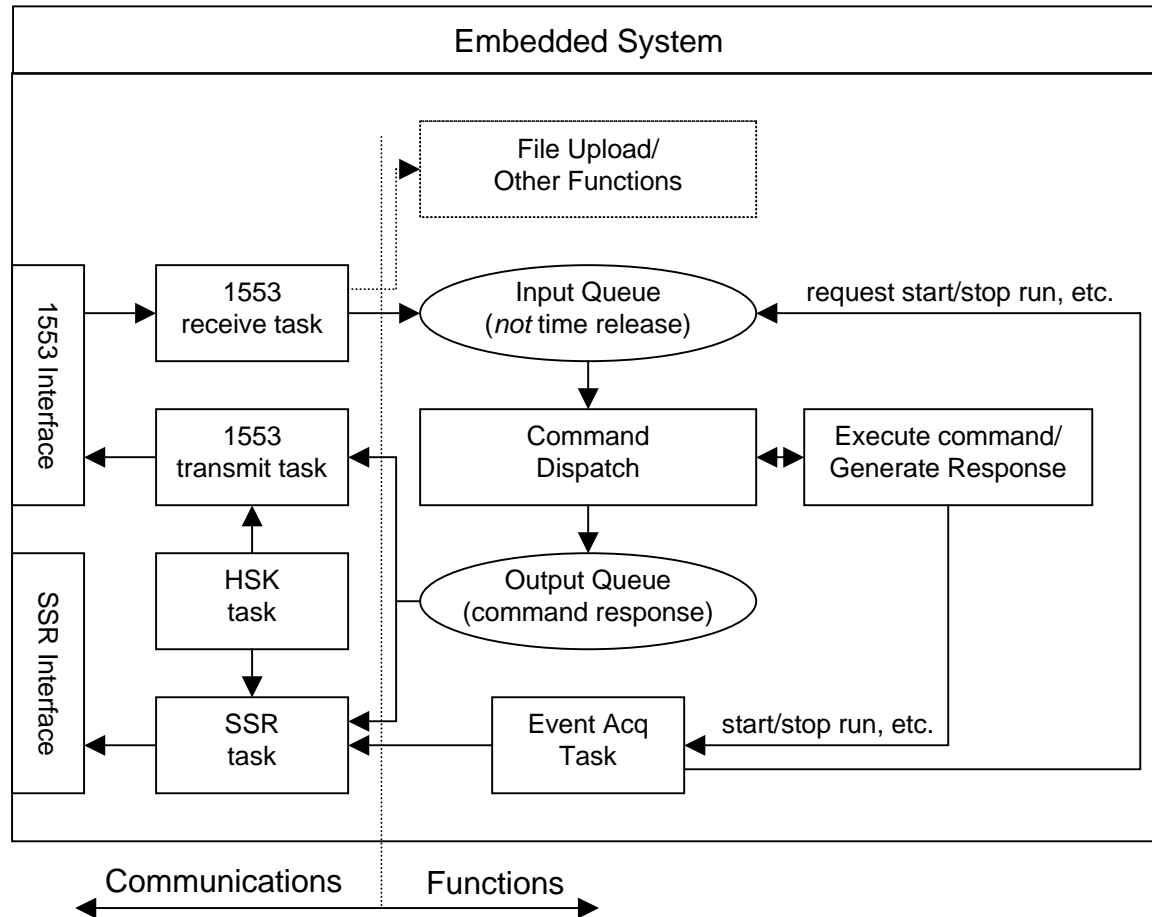 Embedded System
File Upload/
Other Functions
1553 Interface
1553
receive task
Input Queue
(not time release)
request start/stop run, etc.
1553
transmit task
Command
Dispatch
Execute command/
Generate Response
SSR Interface
HSK
task
Output Queue
(command response)
SSR
task
Event Acq
Task
start/stop run, etc.
Communications
Functions